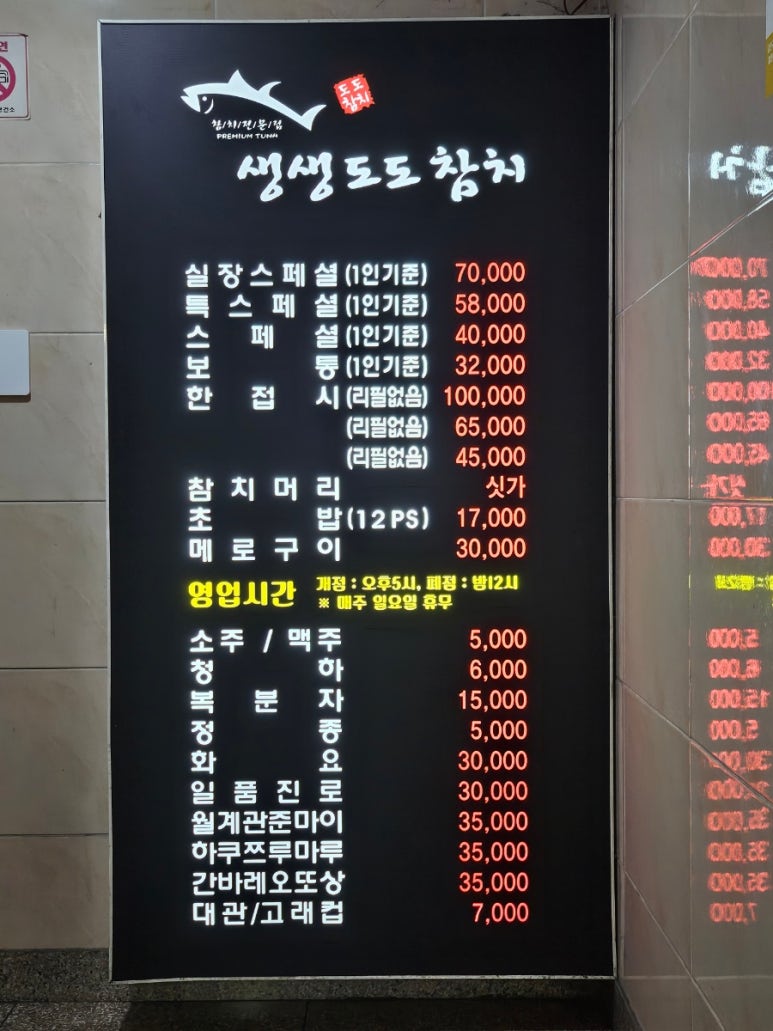 연
보건소
도도
참치
참/치/전/문/점
PREMIUM TUNA
생생 도도 참치
실장스페셜 (1인기준) 70,000
특스페셜 (1인기준) 58,000
스페셜 (1인기준) 40,000
보통 (1인기준) 32,000
한접시 (리필없음) 100,000
(리필없음) 65,000
(리필없음) 45,000
참치머리 싯가
초밥 (12PS) 17,000
메로구이 30,000
영업시간 개정 : 오후5시, 폐정 : 밤12시
※ 매주 일요일 휴무
소주 / 맥주 5,000
청하 6,000
복분자 15,000
정종 5,000
화요 30,000
일품진로 30,000
월계관준마이 35,000
하쿠쯔루마루 35,000
간바레오또상 35,000
대관/고래컵 7,000